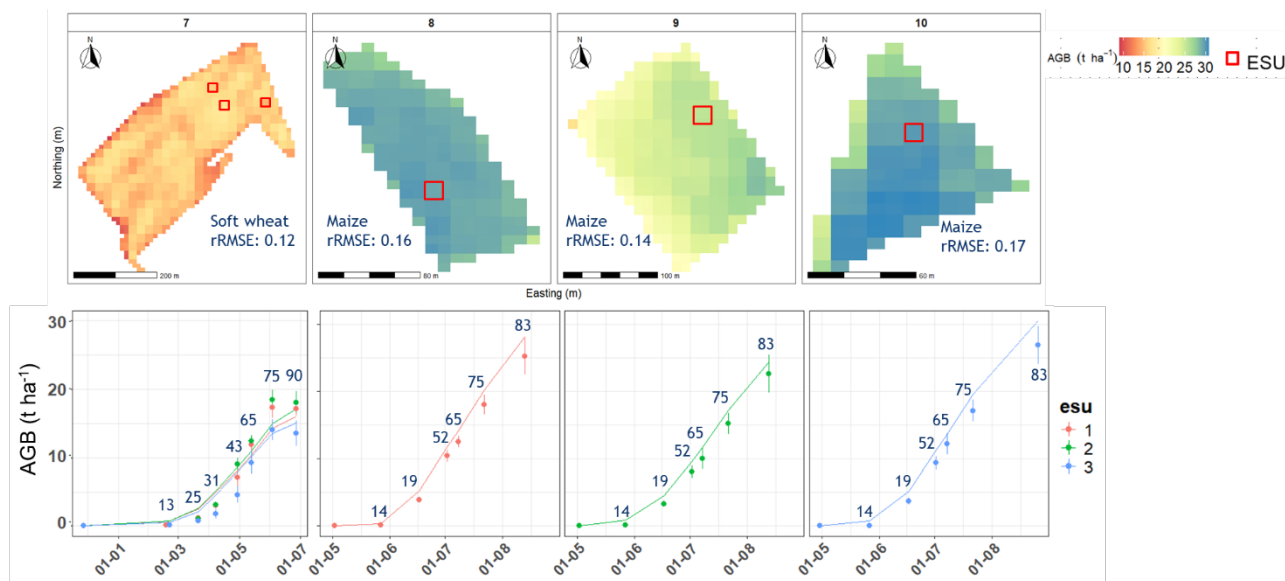 7
8
9
10
N
N
N
N
AGB (t ha⁻¹)
10 15 20 25 30
ESU
Northing (m)
Soft wheat
rRMSE: 0.12
Maize
rRMSE: 0.16
Maize
rRMSE: 0.14
Maize
rRMSE: 0.17
200 m
80 m
100 m
60 m
Easting (m)
AGB (t ha⁻¹)
30
20
10
0
13
25
31
43
65
75
90
01-01
01-03
01-05
01-07
14
19
52
65
75
83
01-05
01-06
01-07
01-08
14
19
52
65
75
83
01-05
01-06
01-07
01-08
14
19
52
65
75
83
01-05
01-06
01-07
01-08
esu
1
2
3